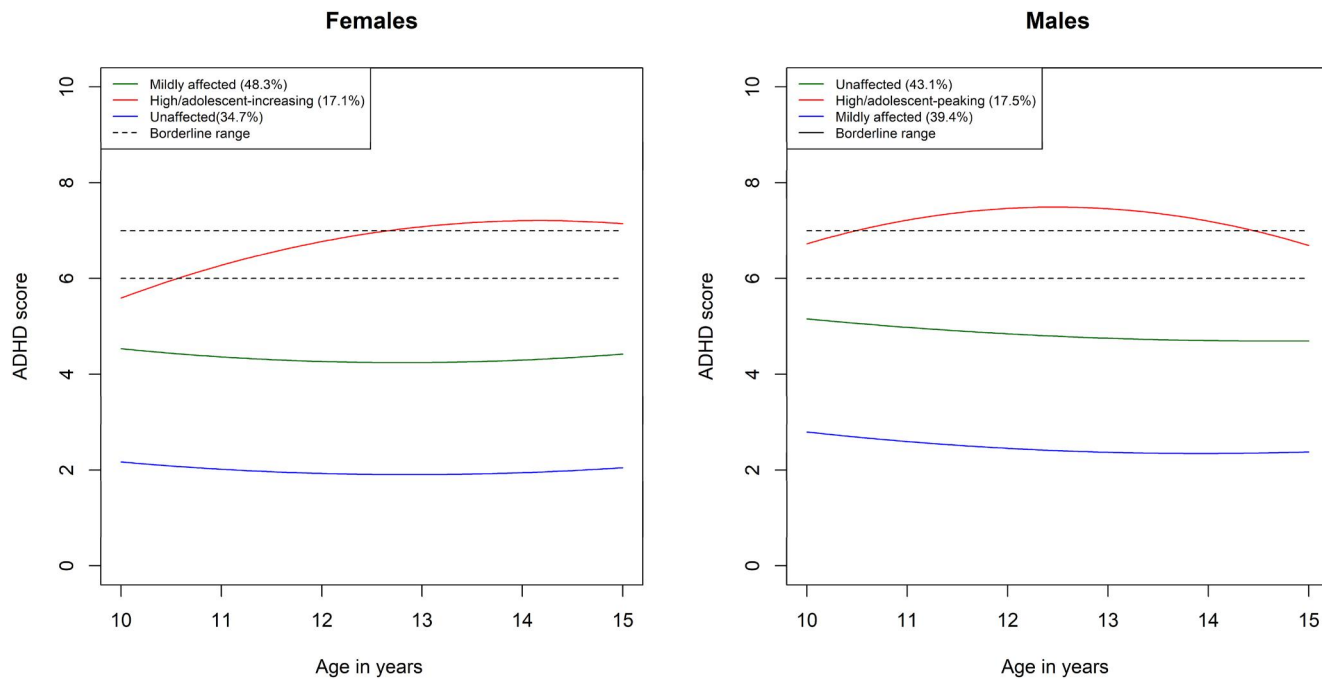 Females
Mildly affected (48.3%)
High/adolescent-increasing (17.1%)
Unaffected(34.7%)
Borderline range
10
8
6
4
2
0
ADHD score
10 11 12 13 14 15
Age in years
Males
Unaffected (43.1%)
High/adolescent-peaking (17.5%)
Mildly affected (39.4%)
Borderline range
10
8
6
4
2
0
ADHD score
10 11 12 13 14 15
Age in years